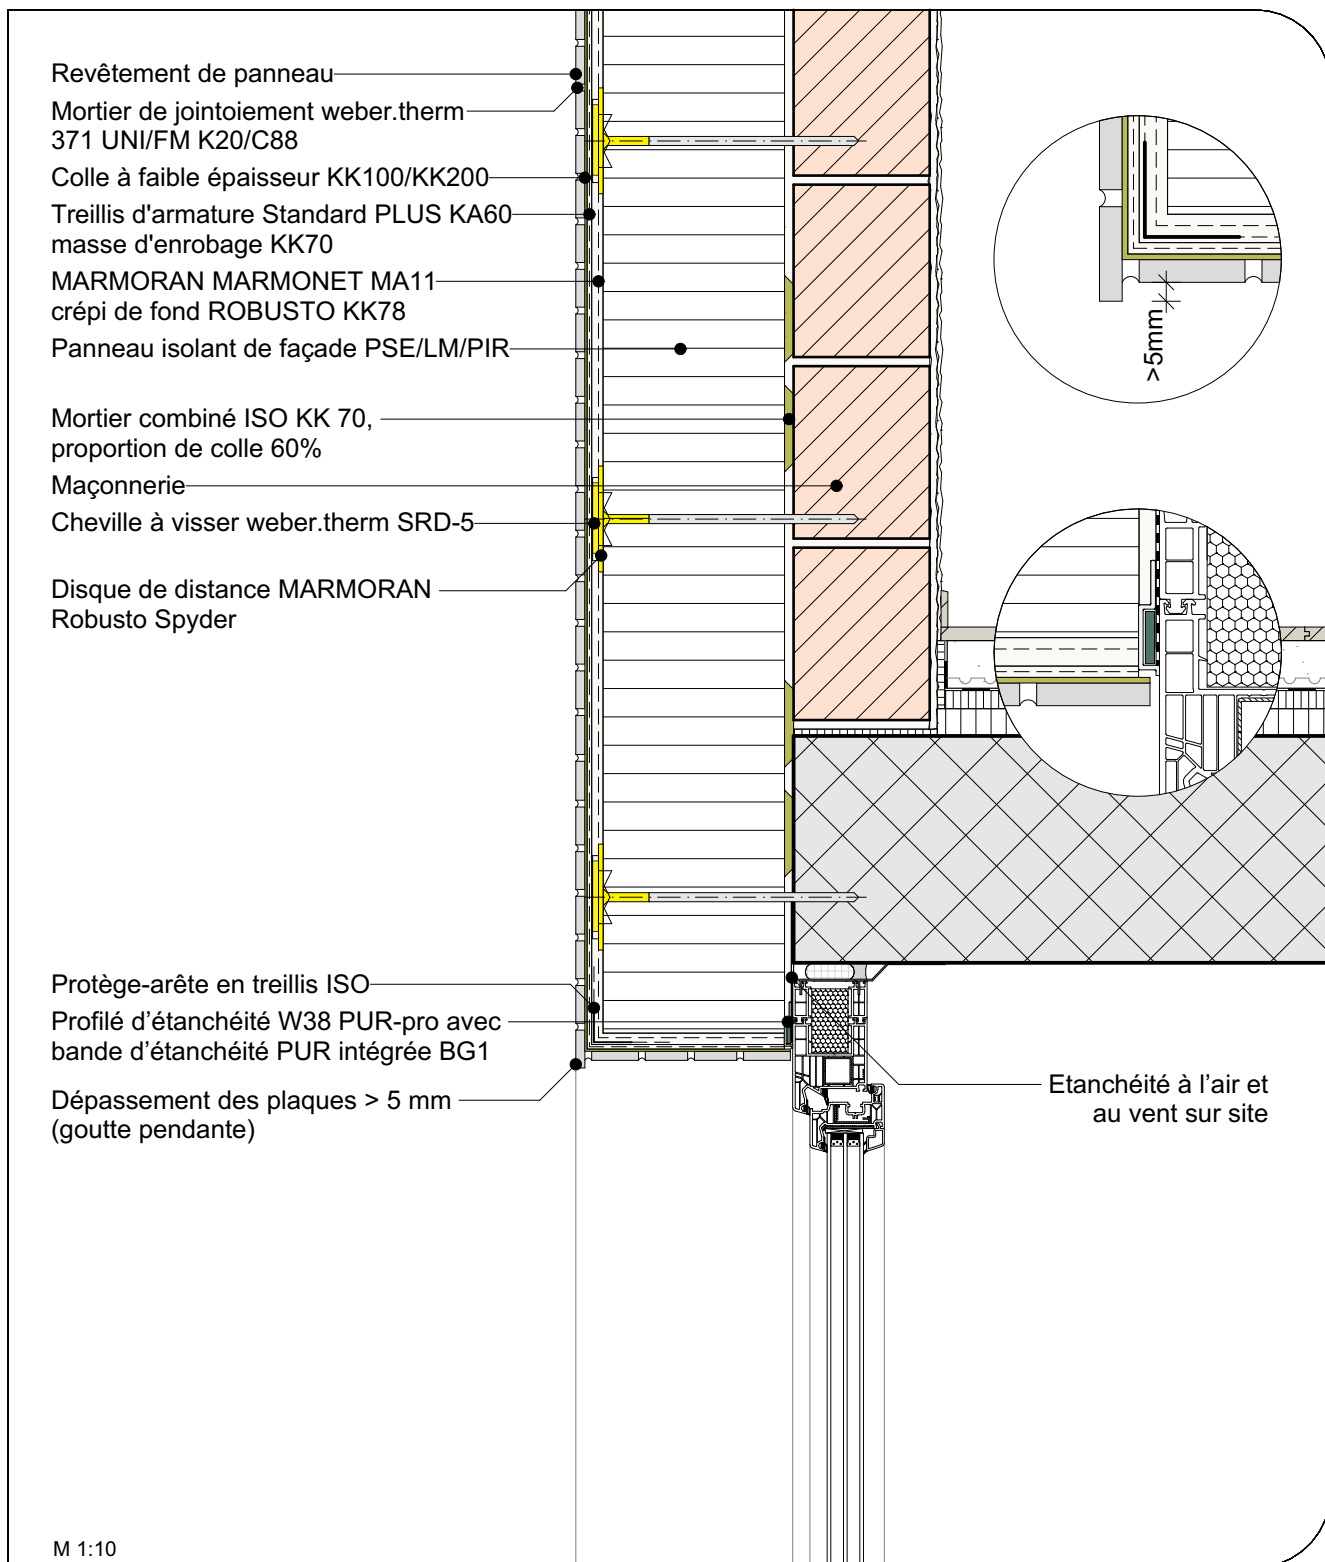 Revêtement de panneau
Mortier de jointoiement weber.therm
371 UNI/FM K20/C88
Colle à faible épaisseur KK100/KK200
Treillis d'armature Standard PLUS KA60
masse d'enrobage KK70
MARMORAN MARMONET MA11
crépi de fond ROBUSTO KK78
Panneau isolant de façade PSE/LM/PIR
Mortier combiné ISO KK 70,
proportion de colle 60%
Maçonnerie
Cheville à visser weber.therm SRD-5
Disque de distance MARMORAN
Robusto Spyder
Protège-arête en treillis ISO
Profilé d’étanchéité W38 PUR-pro avec
bande d’étanchéité PUR intégrée BG1
Dépassement des plaques > 5 mm
(goutte pendante)
>5mm
Etanchéité à l’air et
au vent sur site
M 1:10